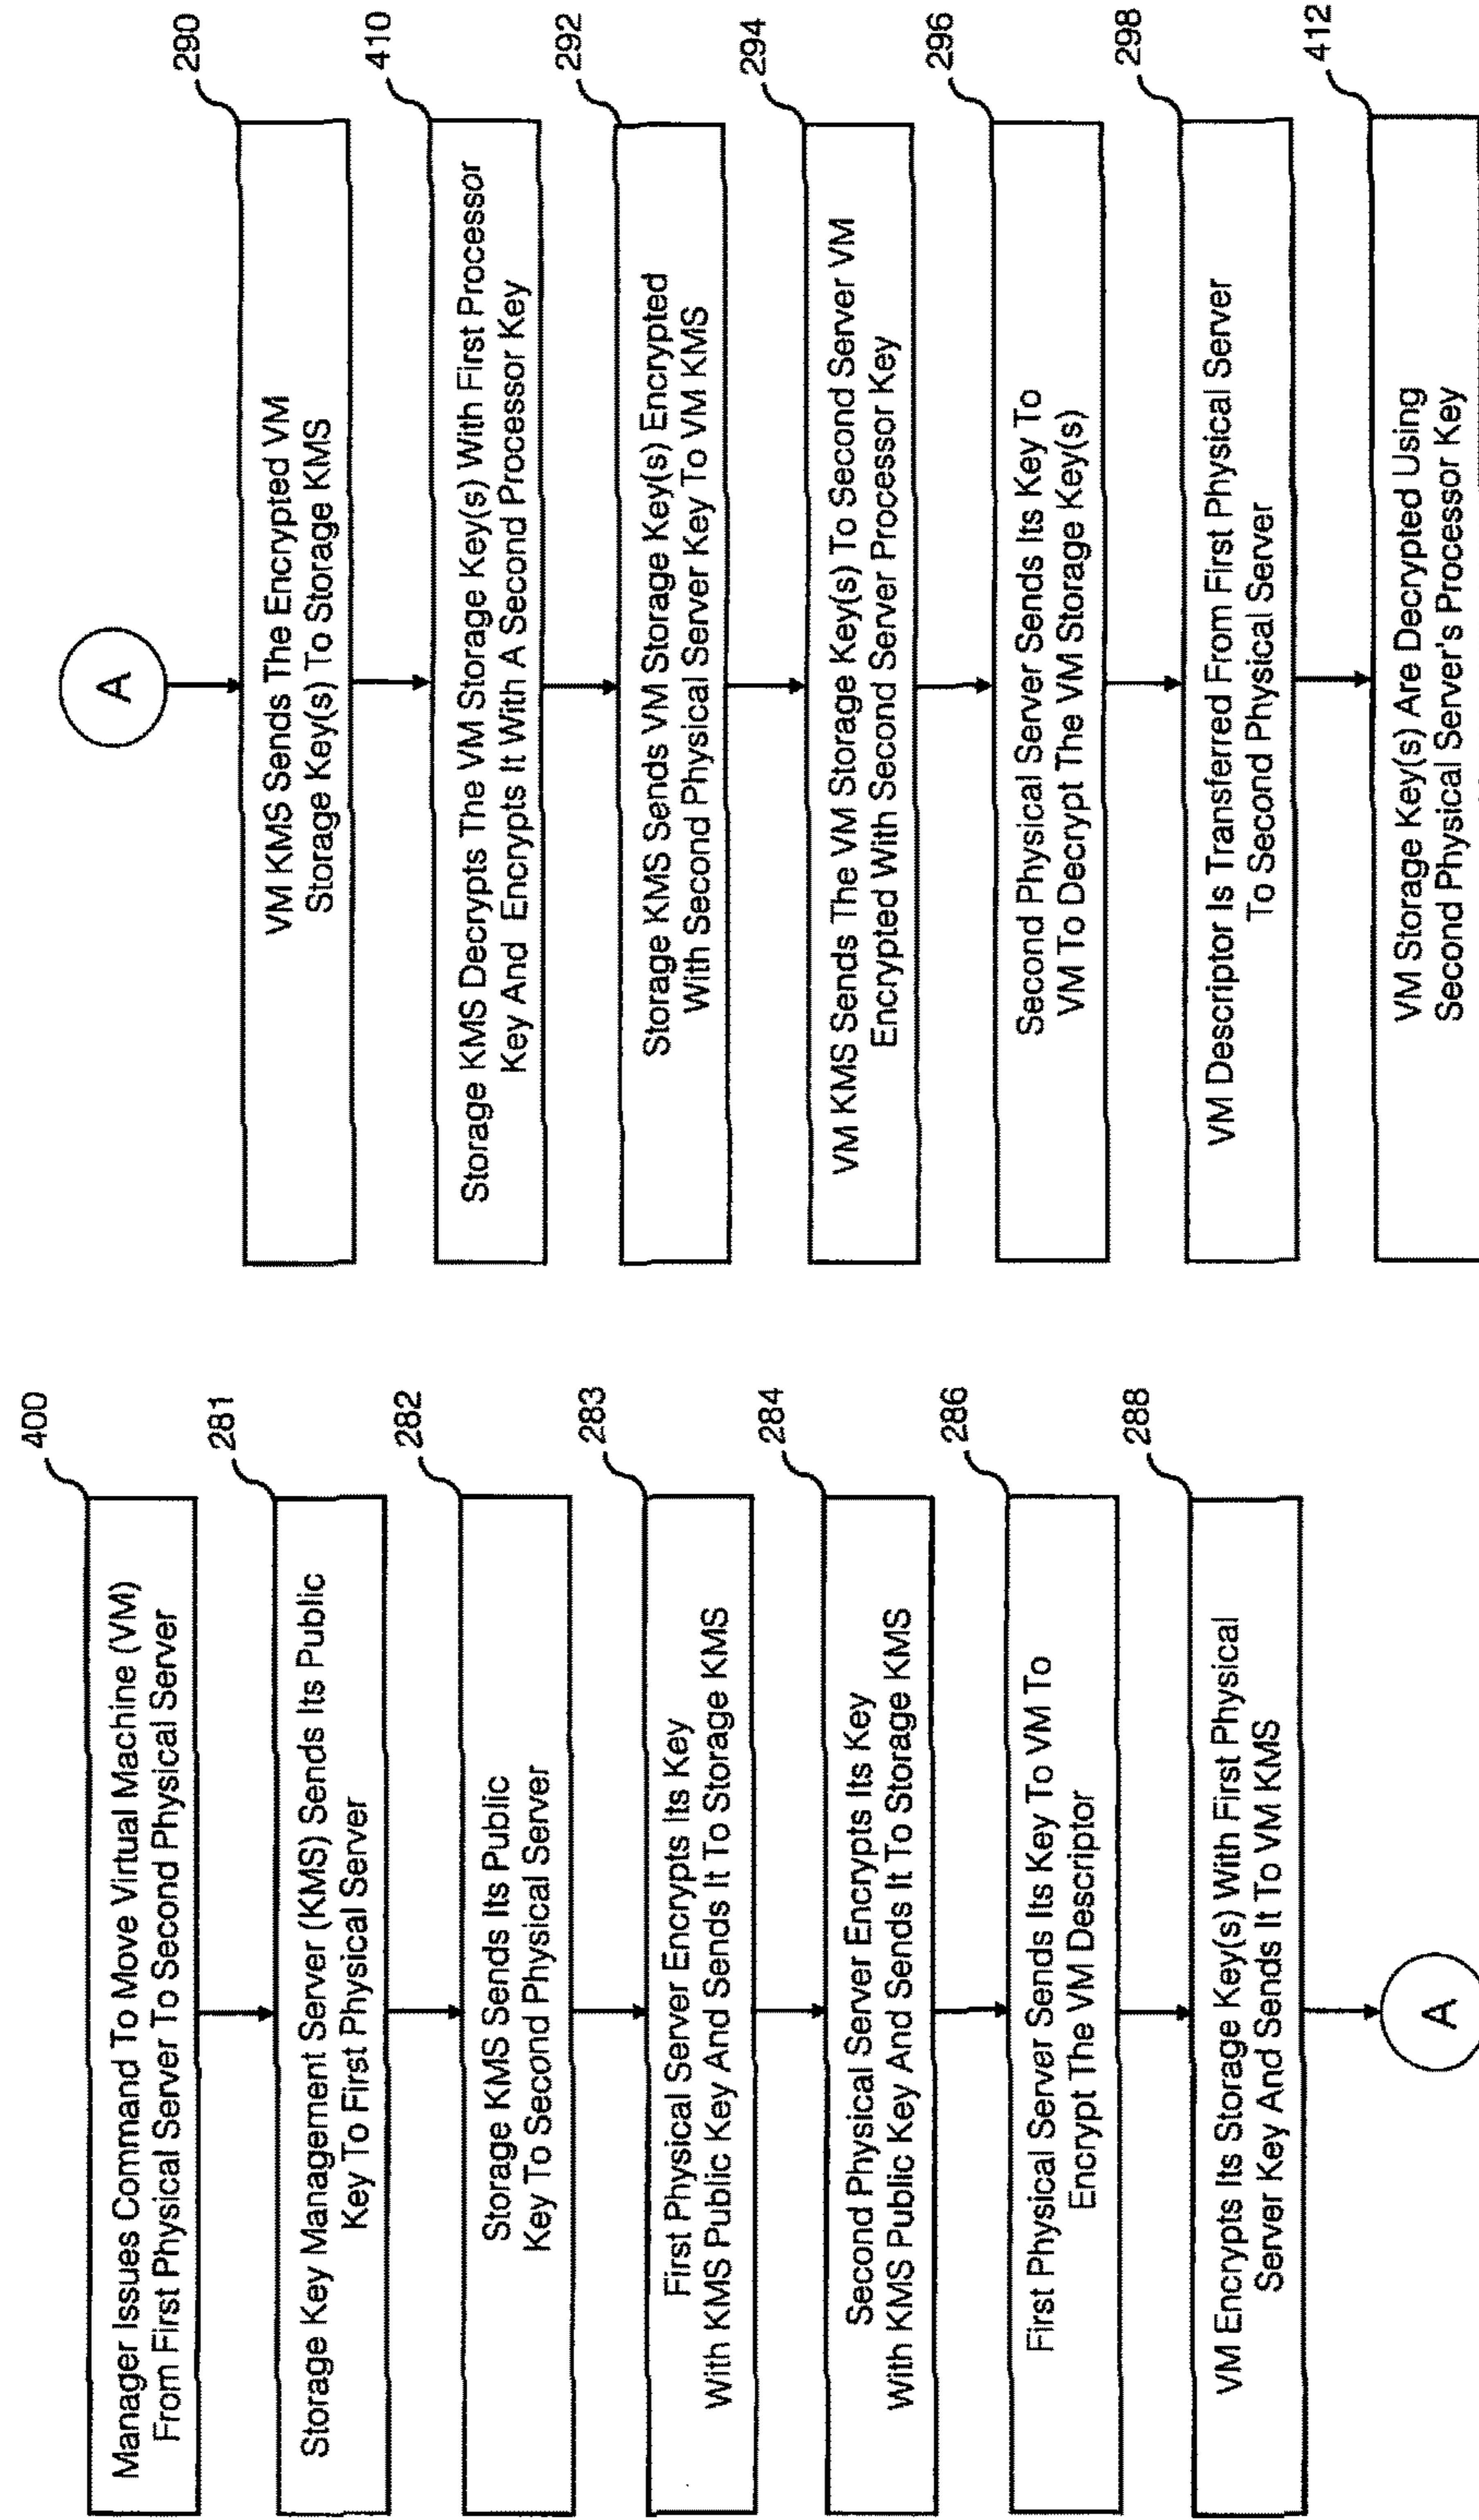 400
Manager Issues Command To Move Virtual Machine (VM)
From First Physical Server To Second Physical Server
281
Storage Key Management Server (KMS) Sends Its Public
Key To First Physical Server
282
Storage KMS Sends Its Public
Key To Second Physical Server
283
First Physical Server Encrypts Its Key
With KMS Public Key And Sends It To Storage KMS
284
Second Physical Server Encrypts Its Key
With KMS Public Key And Sends It To Storage KMS
286
First Physical Server Sends Its Key To VM To
Encrypt The VM Descriptor
288
VM Encrypts Its Storage Key(s) With First Physical
Server Key And Sends It To VM KMS
A
A
290
VM KMS Sends The Encrypted VM
Storage Key(s) To Storage KMS
410
Storage KMS Decrypts The VM Storage Key(s) With First Processor
Key And Encrypts It With A Second Processor Key
292
Storage KMS Sends VM Storage Key(s) Encrypted
With Second Physical Server Key To VM KMS
294
VM KMS Sends The VM Storage Key(s) To Second Server VM
Encrypted With Second Server Processor Key
296
Second Physical Server Sends Its Key To
VM To Decrypt The VM Storage Key(s)
298
VM Descriptor Is Transferred From First Physical Server
To Second Physical Server
412
VM Storage Key(s) Are Decrypted Using
Second Physical Server's Processor Key